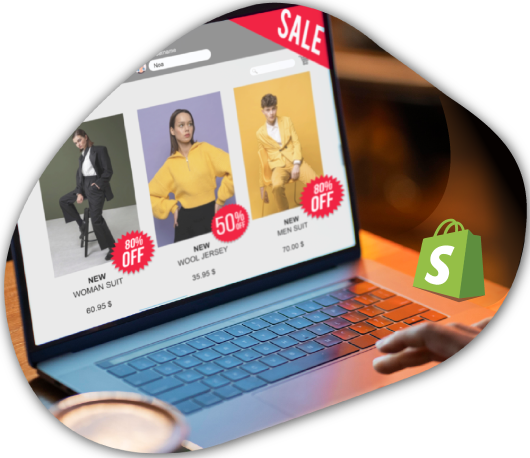 SALE
Noa
80%
OFF
50%
OFF
80%
OFF
NEW
WOMAN SUIT
60.95 $
NEW
WOOL JERSEY
35.95 $
NEW
MEN SUIT
70.00 $
S